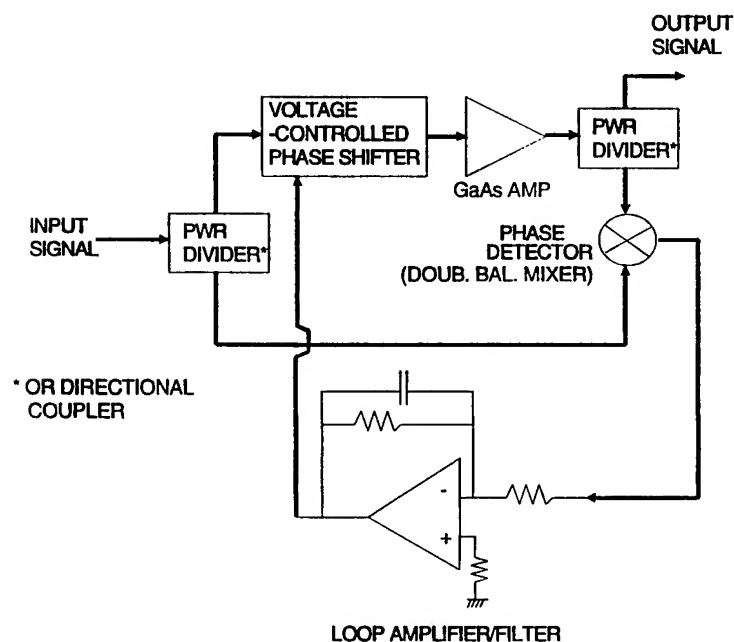 OUTPUT
SIGNAL
VOLTAGE
-CONTROLLED
PHASE SHIFTER
PWR
DIVIDER*
GaAs AMP
INPUT
SIGNAL
PWR
DIVIDER*
PHASE
DETECTOR
(DOUB. BAL. MIXER)
* OR DIRECTIONAL
COUPLER
-
+
LOOP AMPLIFIER/FILTER